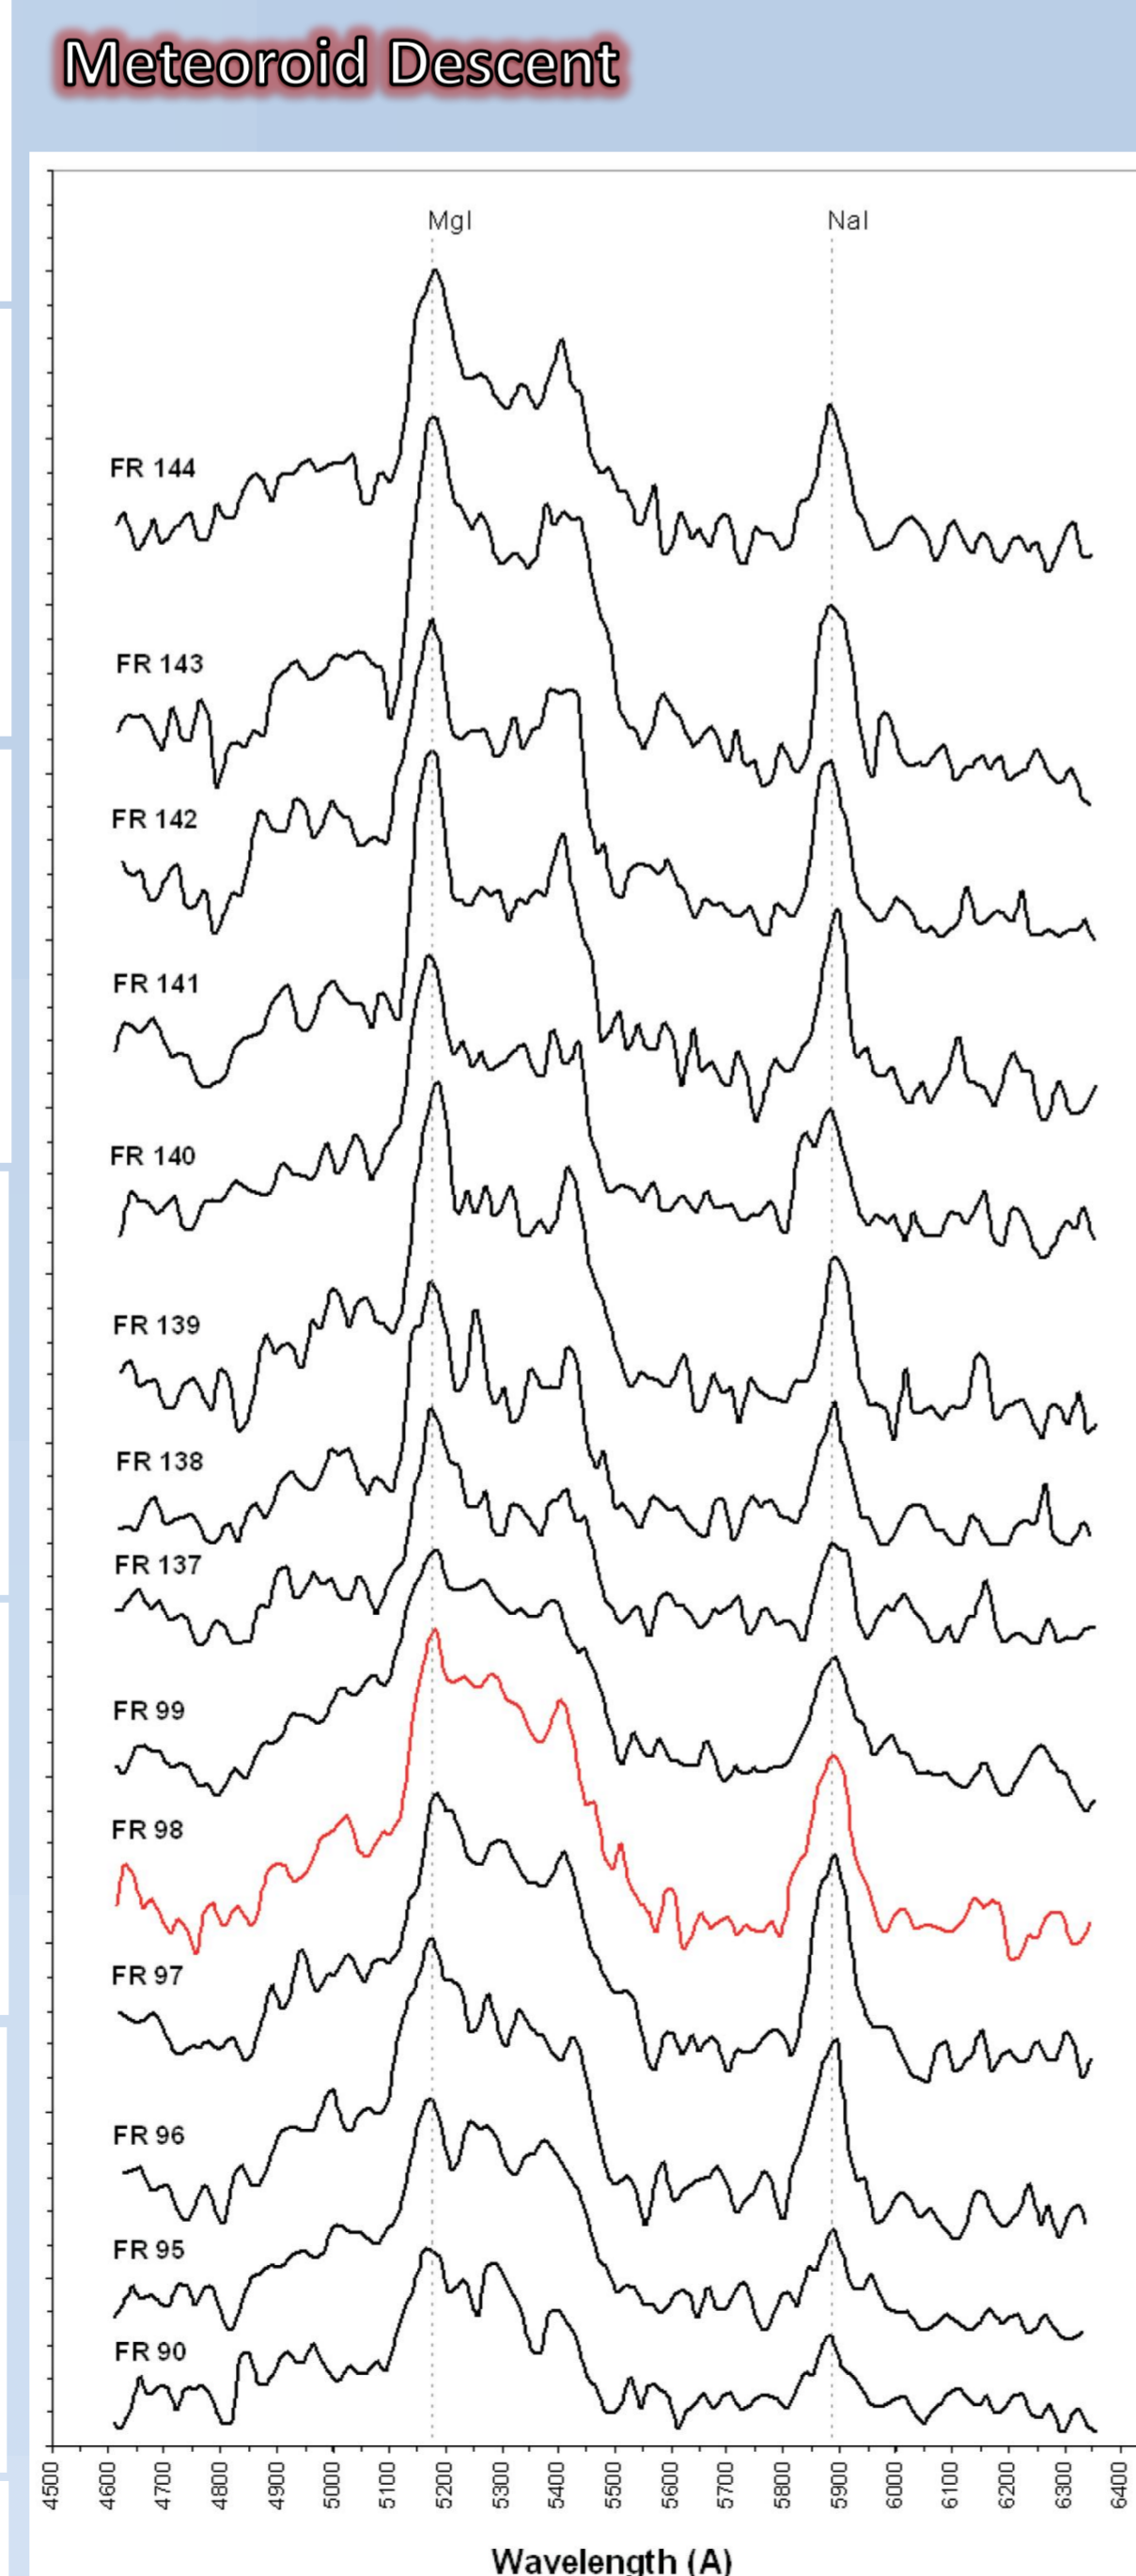 Meteoroid Descent
MgI NaI
FR 144
FR 143
FR 142
FR 141
FR 140
FR 139
FR 138
FR 137
FR 99
FR 98
FR 97
FR 96
FR 95
FR 90
4500 4600 4700 4800 4900 5000 5100 5200 5300 5400 5500 5600 5700 5800 5900 6000 6100 6200 6300 6400
Wavelength (A)